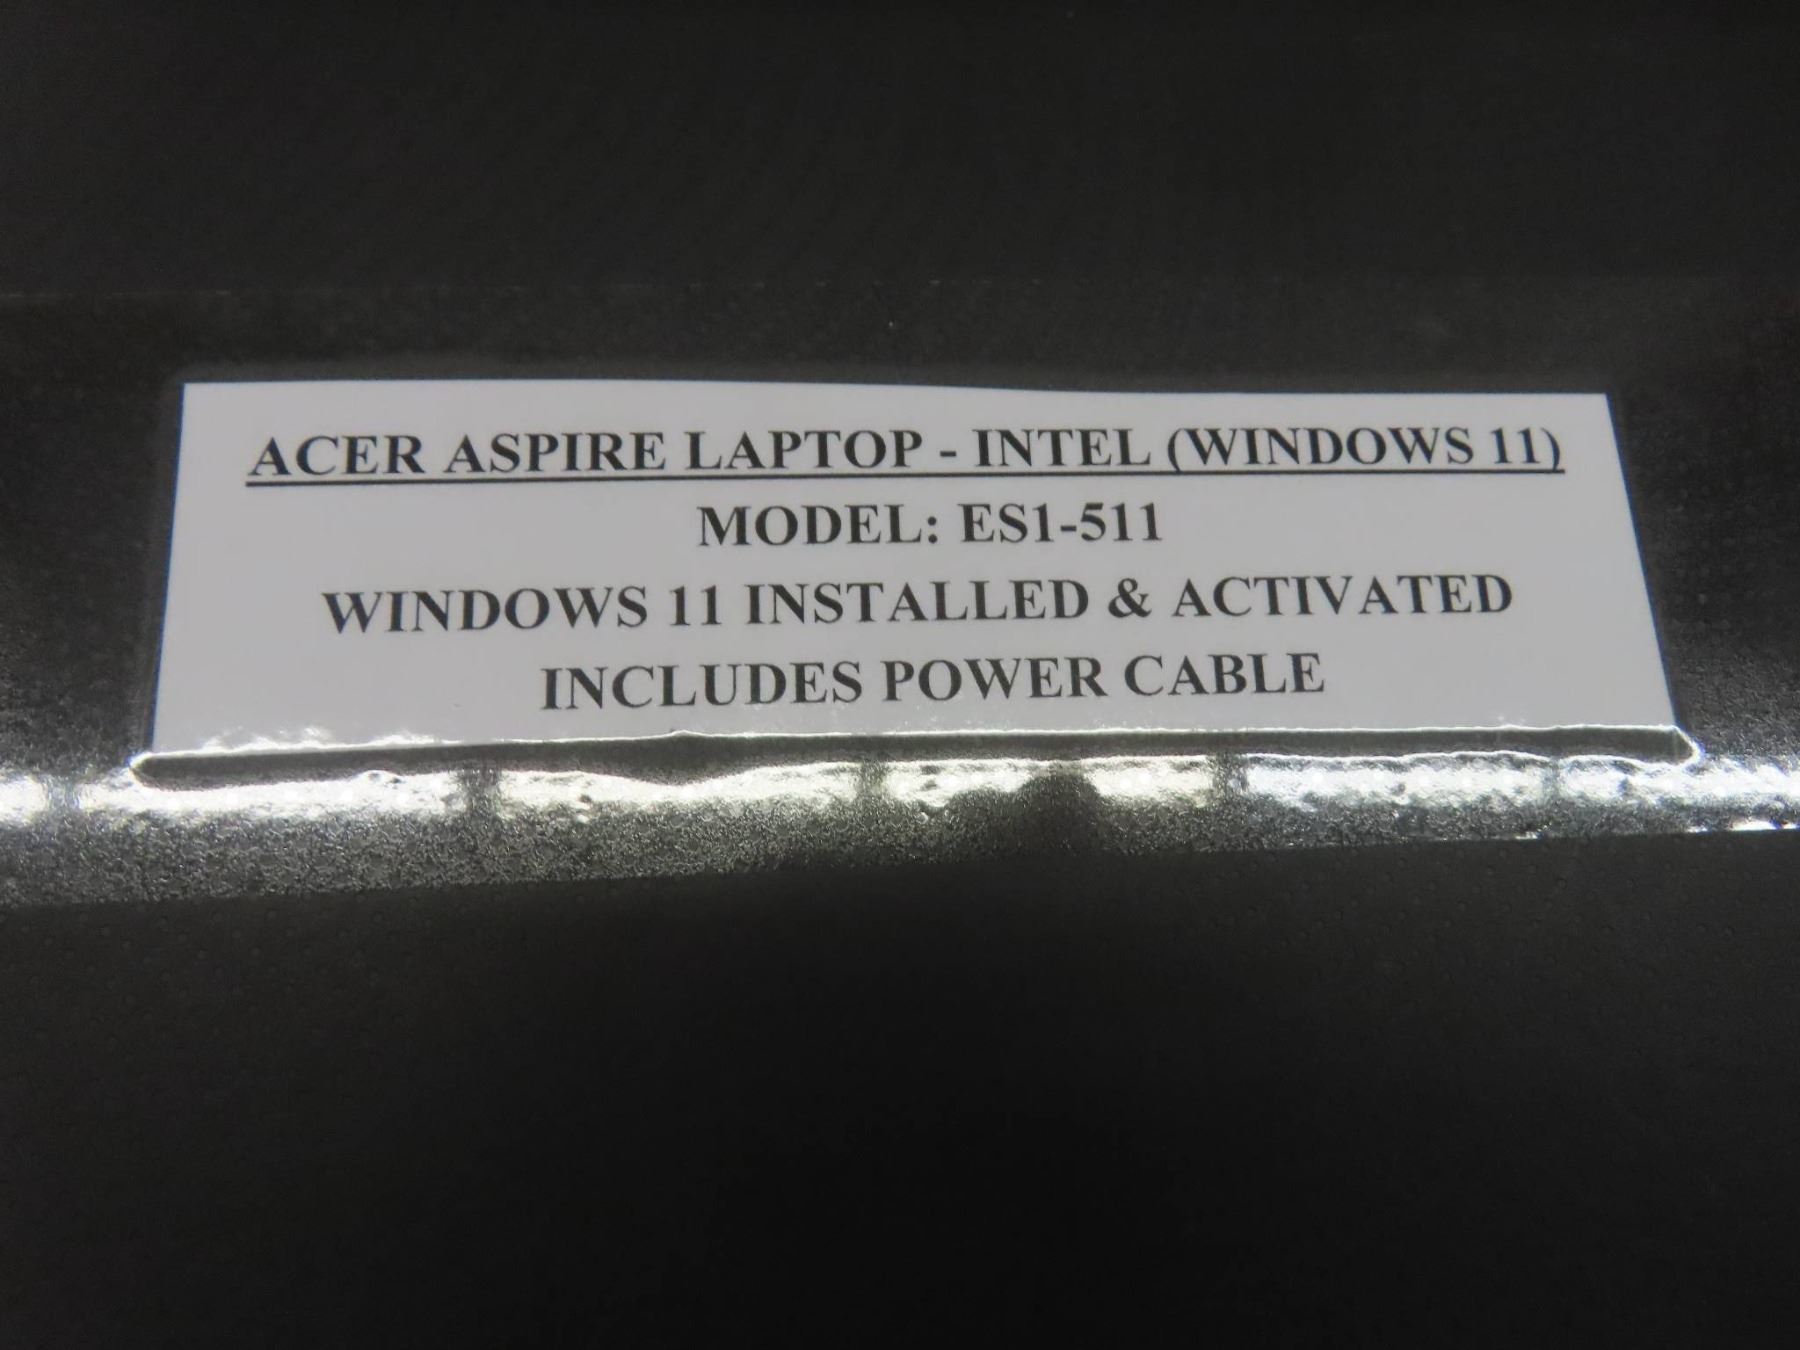 ACER ASPIRE LAPTOP - INTEL (WINDOWS 11)
MODEL: ES1-511
WINDOWS 11 INSTALLED & ACTIVATED
INCLUDES POWER CABLE